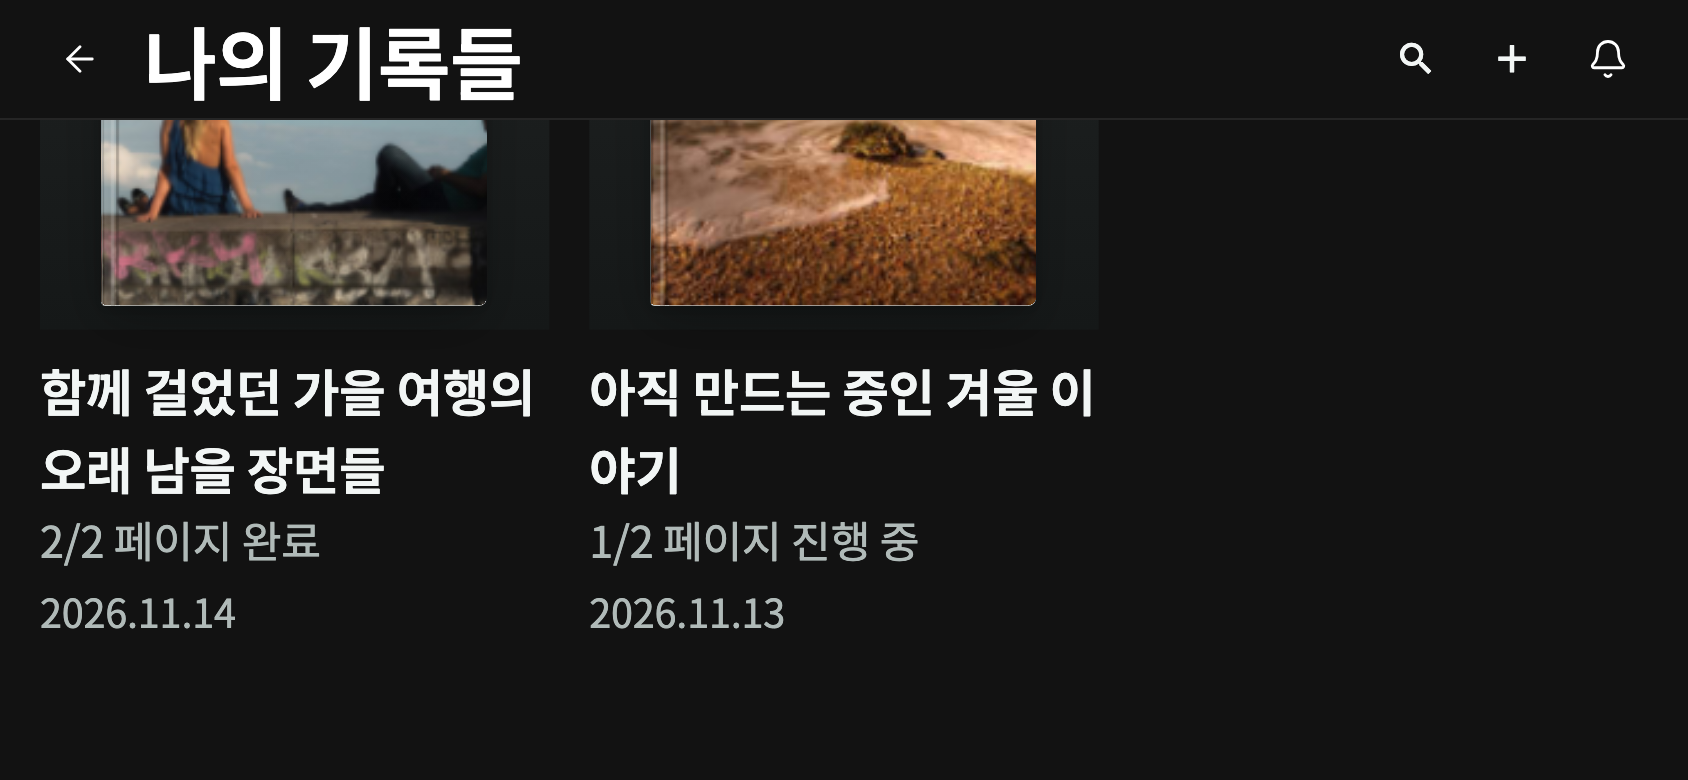 나의 기록들
함께 걸었던 가을 여행의
오래 남을 장면들
2/2 페이지 완료
2026.11.14
아직 만드는 중인 겨울 이
야기
1/2 페이지 진행 중
2026.11.13